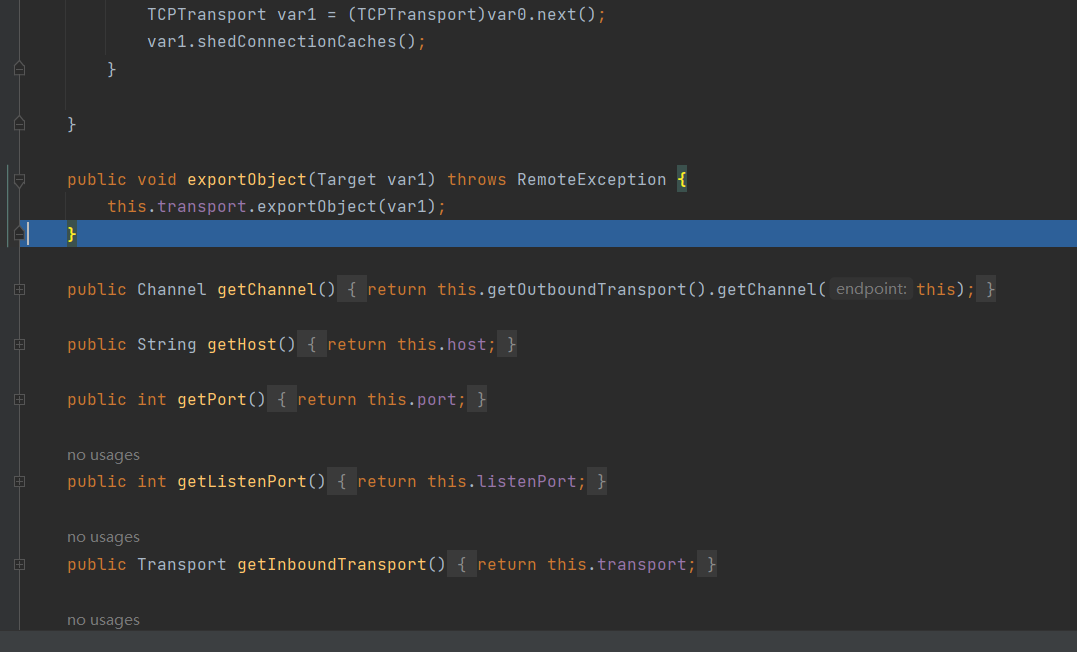 TCPTransport var1 = (TCPTransport)var0.next();
var1.shedConnectionCaches();
}
}
public void exportObject(Target var1) throws RemoteException {
this.transport.exportObject(var1);
}
public Channel getChannel() { return this.getOutboundTransport().getChannel( endpoint: this); }
public String getHost() { return this.host; }
public int getPort() { return this.port; }
no usages
public int getListenPort() { return this.listenPort; }
no usages
public Transport getInboundTransport() { return this.transport; }
no usages